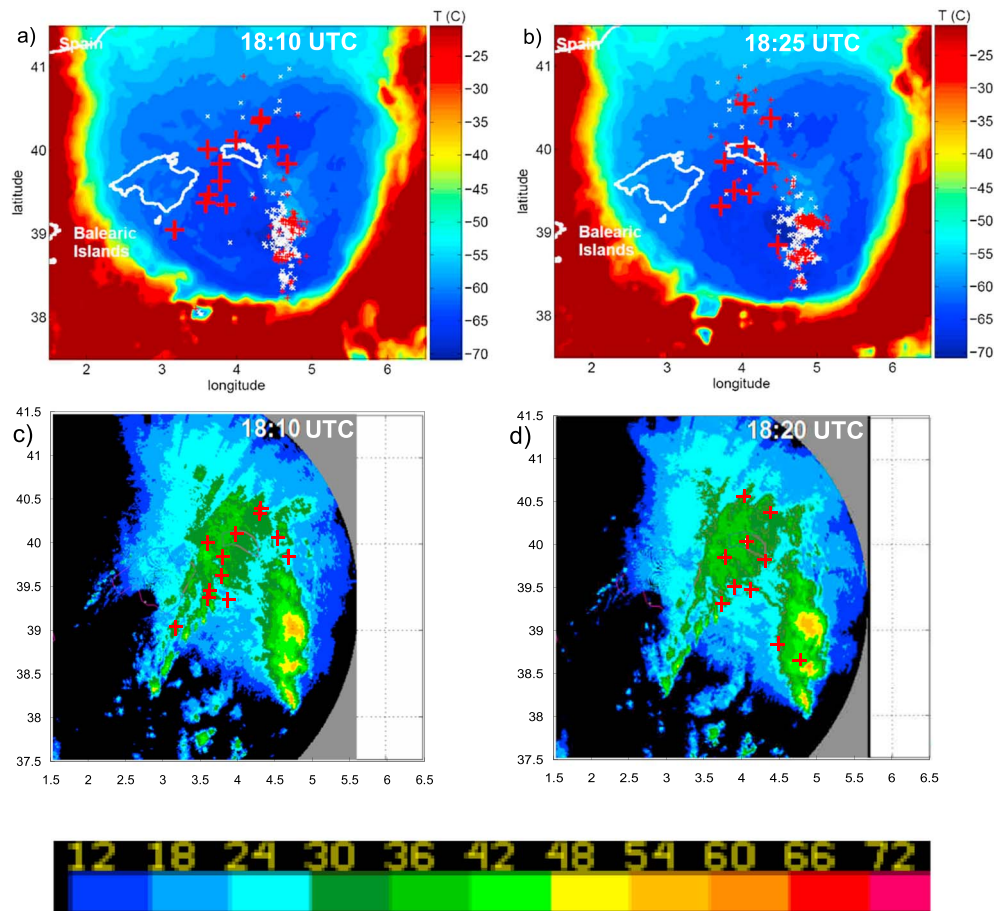 a)
18:10 UTC
T (C)
Spain
Balearic
Islands
latitude
41
40
39
38
2
3
4
5
6
longitude
−25
−30
−35
−40
−45
−50
−55
−60
−65
−70
b)
18:25 UTC
T (C)
Spain
Balearic
Islands
latitude
41
40
39
38
2
3
4
5
6
longitude
−25
−30
−35
−40
−45
−50
−55
−60
−65
−70
c)
18:10 UTC
41.5
41
40.5
40
39.5
39
38.5
38
37.5
1.5 2 2.5 3 3.5 4 4.5 5 5.5 6 6.5
d)
18:20 UTC
41.5
41
40.5
40
39.5
39
38.5
38
37.5
1.5 2 2.5 3 3.5 4 4.5 5 5.5 6 6.5
12 18 24 30 36 42 48 54 60 66 72